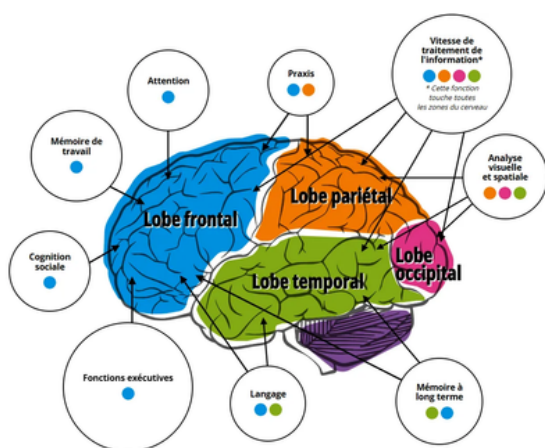 Attention
Praxis
Vitesse de
traitement de
l'information*
* Cette fonction
touche toutes
les zones du cerveau
Mémoire de
travail
Analyse
visuelle et
spatiale
Lobe frontal
Lobe pariétal
Cognition
sociale
Lobe
occipital
Lobe temporal
Fonctions exécutives
Langage
Mémoire à
long terme